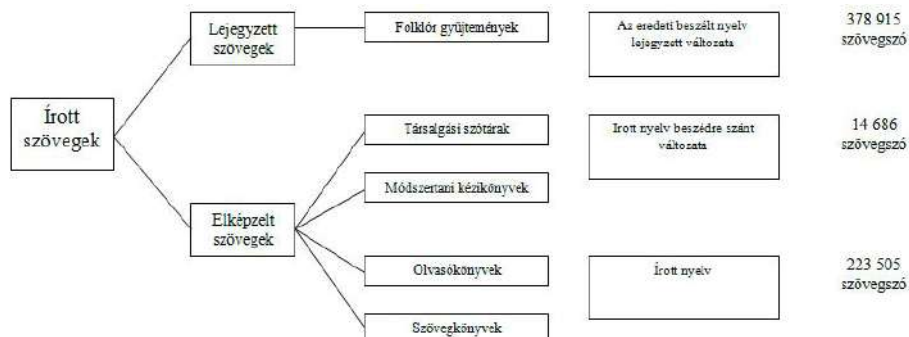 Írott
szövegek
Lejegyzett
szövegek
Folklór gyűjtemények
Az eredeti beszélt nyelv
lejegyzett változata
378 915
szövegszó
Elképzelt
szövegek
Társalgási szótárak
Irott nyelv beszédre szánt
változata
14 686
szövegszó
Módszertani kézikönyvek
Olvasókönyvek
Írott nyelv
223 505
szövegszó
Szövegkönyvek